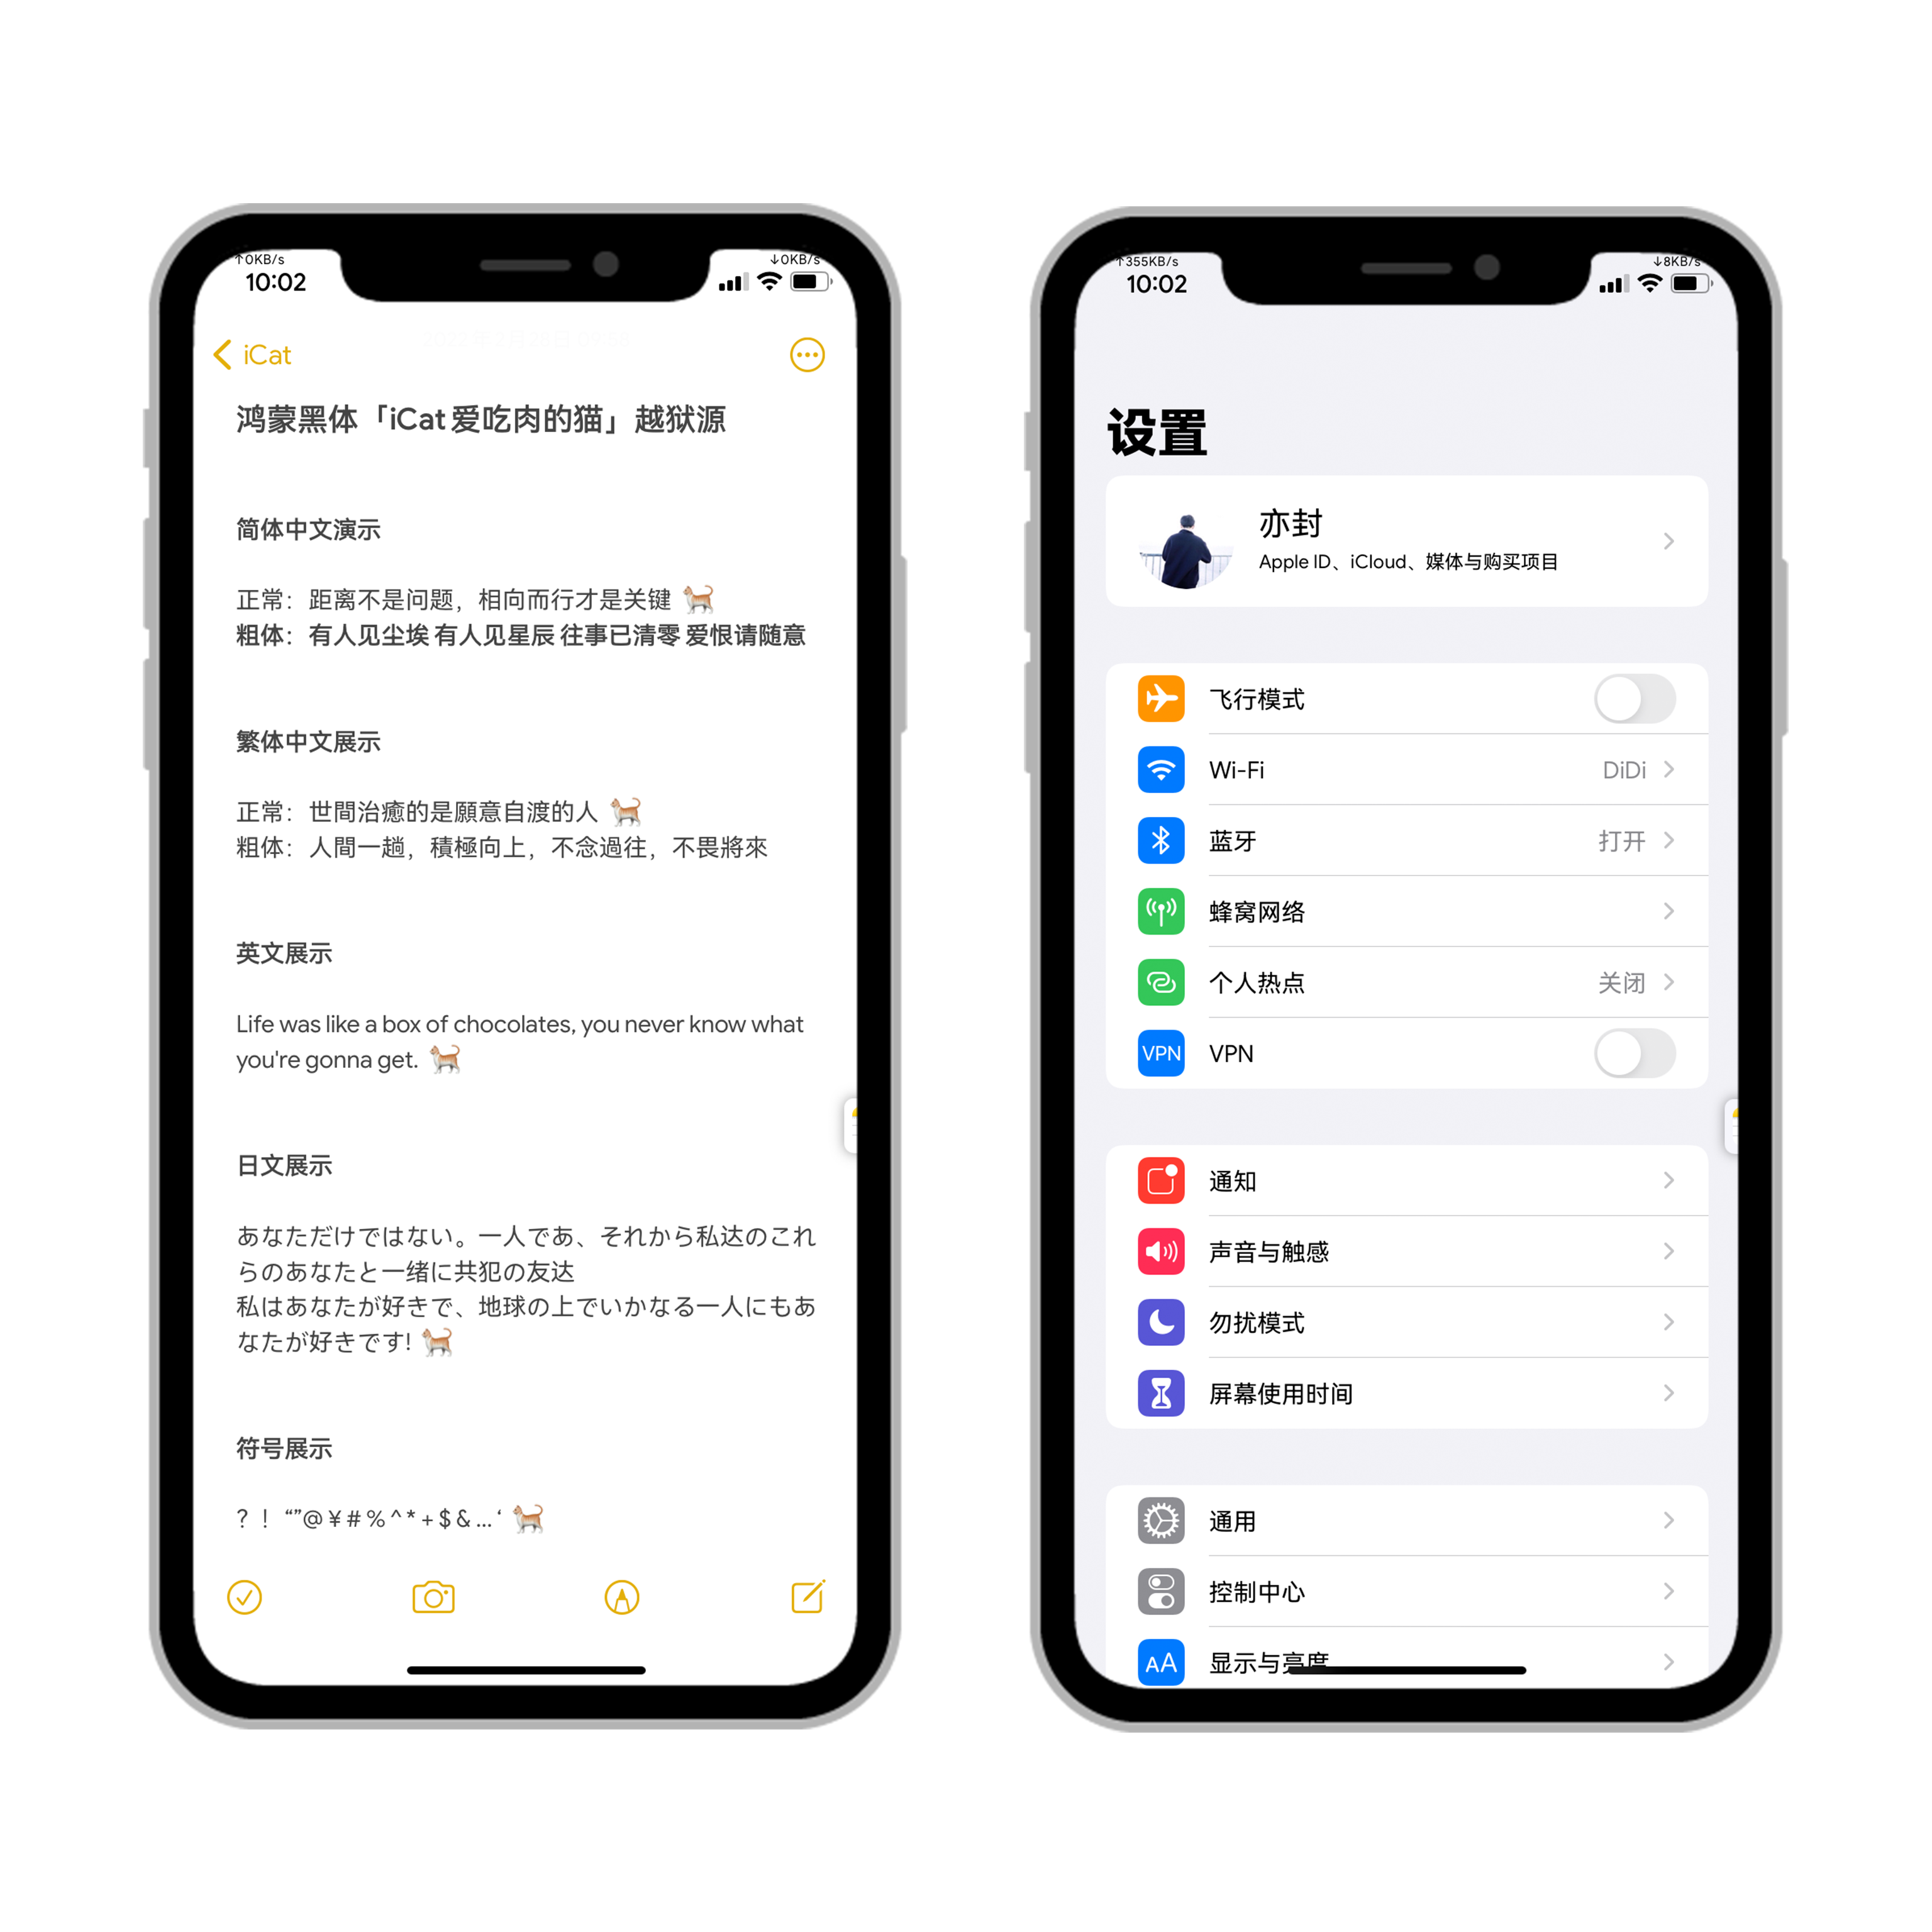 ↑0KB/s
↓0KB/s
10:02
iCat
鸿蒙黑体「iCat 爱吃肉的猫」越狱源
简体中文演示
正常：距离不是问题，相向而行才是关键 🐈
粗体：有人见尘埃 有人见星辰 往事已清零 爱恨请随意
繁体中文展示
正常：世間治癒的是願意自渡的人 🐈
粗体：人間一趟，積極向上，不念過往，不畏將來
英文展示
Life was like a box of chocolates, you never know what
you're gonna get. 🐈
日文展示
あなただけではない。一人であ、それから私达のこれ
らのあなたと一绪に共犯の友达
私はあなたが好きで、地球の上でいかなる一人にもあ
なたが好きです! 🐈
符号展示
？！“”@¥#%^*+$&...‘ 🐈
↑355KB/s
↓8KB/s
10:02
设置
亦封
Apple ID、iCloud、媒体与购买项目
飞行模式
Wi-Fi DiDi
蓝牙 打开
蜂窝网络
个人热点 关闭
VPN VPN
通知
声音与触感
勿扰模式
屏幕使用时间
通用
控制中心
AA 显示与亮度